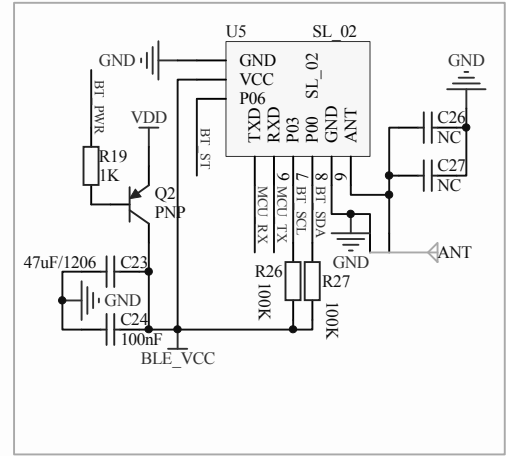 U5
SL_02
GND
VCC
P06
SL_02
TXD
RXD
P03
P00
GND
ANT
GND
GND
BT_PWR
VDD
BT_ST
R19
1K
Q2
PNP
MCU_RX
MCU_TX
9
BT_SCL
7
BT_SDA
8
6
C26
NC
C27
NC
GND
ANT
47uF/1206
C23
GND
C24
100nF
BLE_VCC
R26
100K
R27
100K